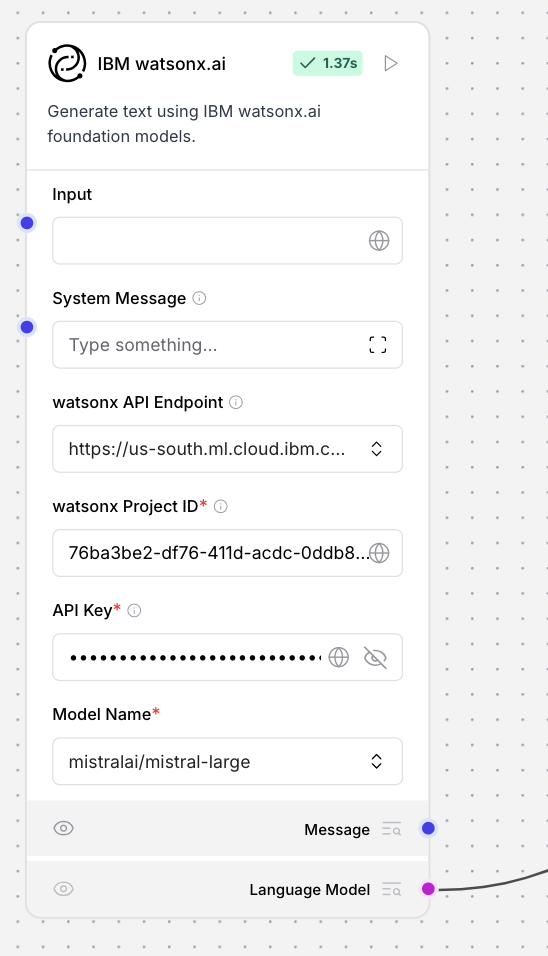 IBM watsonx.ai
1.37s
Generate text using IBM watsonx.ai
foundation models.
Input
System Message
Type something...
watsonx API Endpoint
https://us-south.ml.cloud.ibm.c...
watsonx Project ID*
76ba3be2-df76-411d-acdc-0ddb8...
API Key*
••••••••••••••••••••••••••
Model Name*
mistralai/mistral-large
Message
Language Model